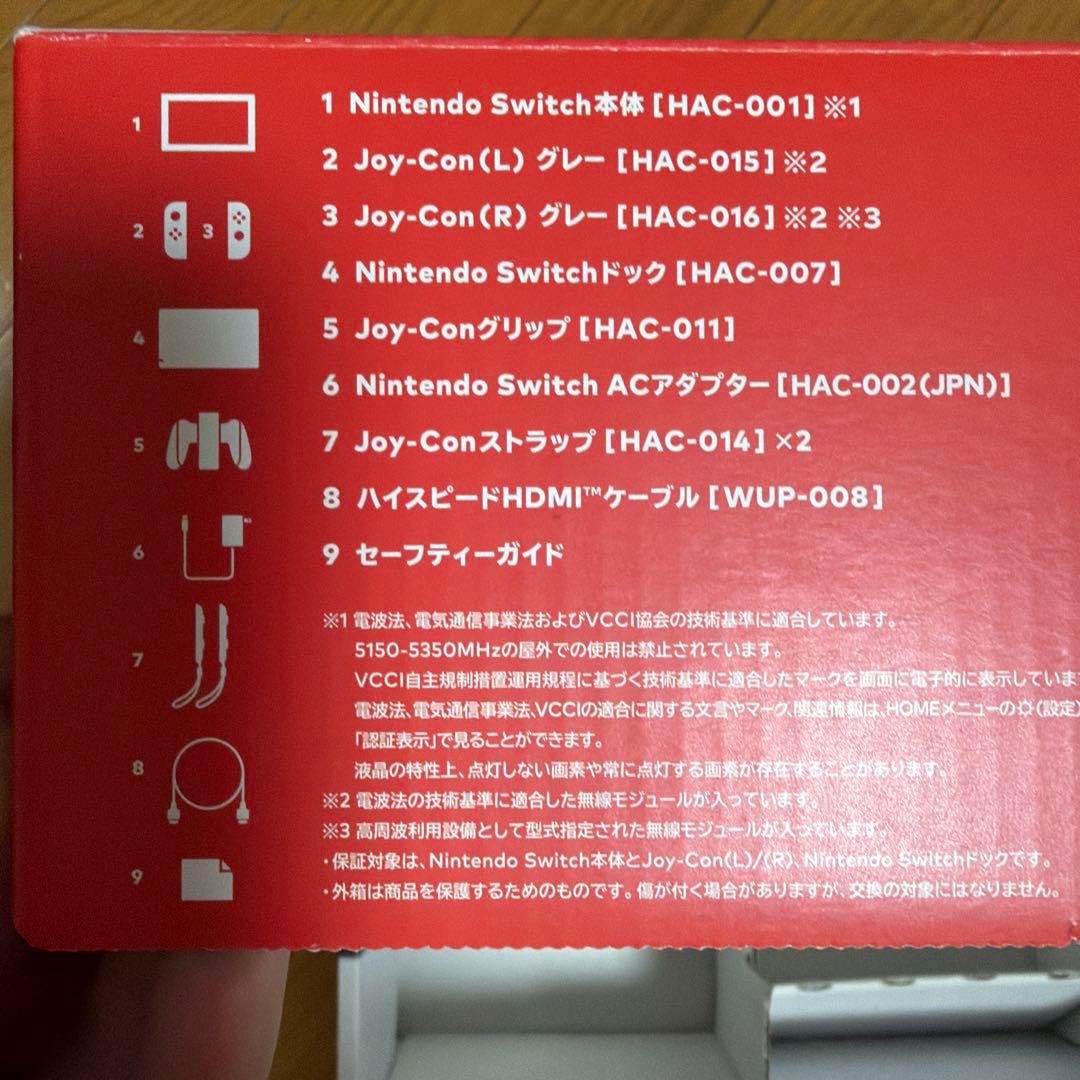 1 Nintendo Switch本体[HAC-001]※1
2 Joy-Con(L) グレー[HAC-015]※2
3 Joy-Con(R) グレー[HAC-016]※2 ※3
4 Nintendo Switchドック[HAC-007]
5 Joy-Conグリップ[HAC-011]
6 Nintendo Switch ACアダプター[HAC-002(JPN)]
7 Joy-Conストラップ[HAC-014]×2
8 ハイスピードHDMI™ケーブル[WUP-008]
9 セーフティーガイド
※1 電波法、電気通信事業法およびVCCI協会の技術基準に適合しています。
5150-5350MHzの屋外での使用は禁止されています。
VCCI自主規制措置運用規程に基づく技術基準に適合したマークを画面に電子的に表示していま
電波法、電気通信事業法、VCCIの適合に関する文言やマーク、関連情報は、HOMEメニューの(設定)
「認証表示」で見ることができます。
液晶の特性上、点灯しない画素や常に点灯する画素が存在することがあります。
※2 電波法の技術基準に適合した無線モジュールが入っています。
※3 高周波利用設備として型式指定された無線モジュールが入っています。
・保証対象は、Nintendo Switch本体とJoy-Con(L)/(R)、Nintendo Switchドックです。
・外箱は商品を保護するためのものです。傷が付く場合がありますが、交換の対象にはなりません。
1
2
3
4
5
6
7
8
9